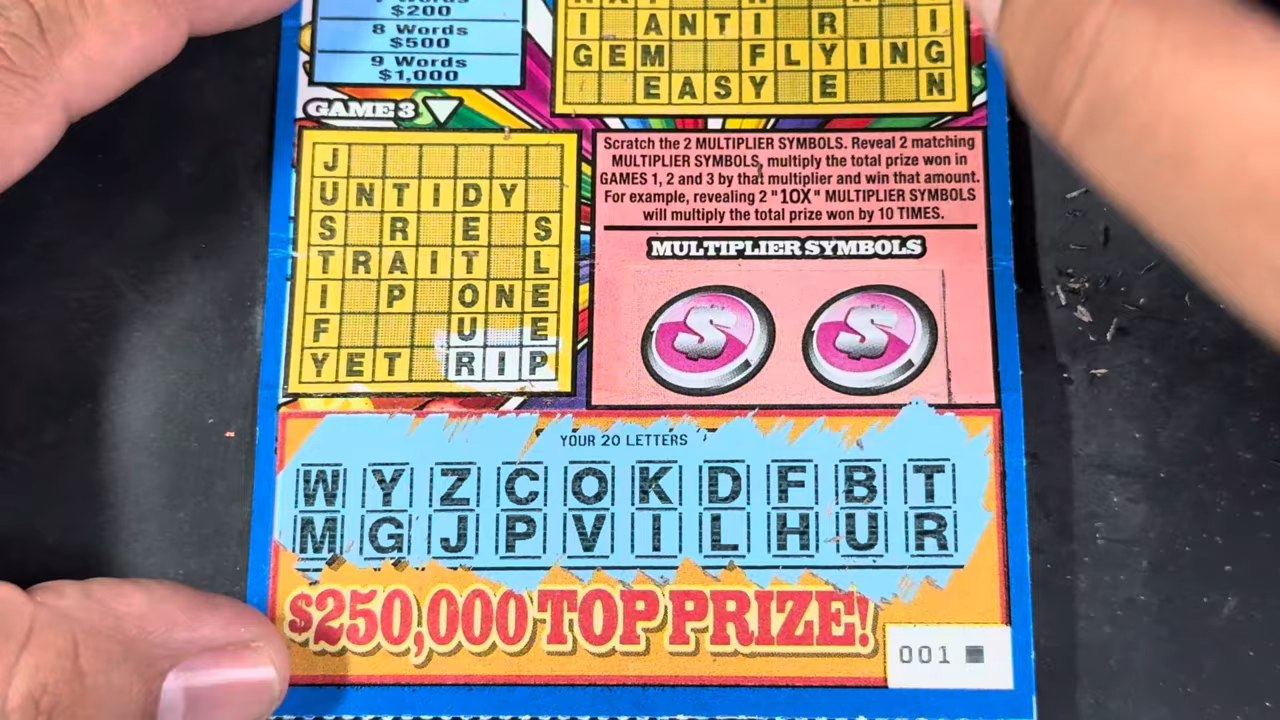 $200
8 Words
$500
9 Words
$1,000
ANTI
GEM FLYING
EASY
GAME 3
J
UNTIDY
TRAIT
ONE
YET RIP
Scratch the 2 MULTIPLIER SYMBOLS. Reveal 2 matching
MULTIPLIER SYMBOLS, multiply the total prize won in
GAMES 1, 2 and 3 by that multiplier and win that amount.
For example, revealing 2 "10X" MULTIPLIER SYMBOLS
will multiply the total prize won by 10 TIMES.
MULTIPLIER SYMBOLS
$ $
YOUR 20 LETTERS
W Y Z C O K D F B T
M G J P V I L H U R
$250,000 TOP PRIZE!
001